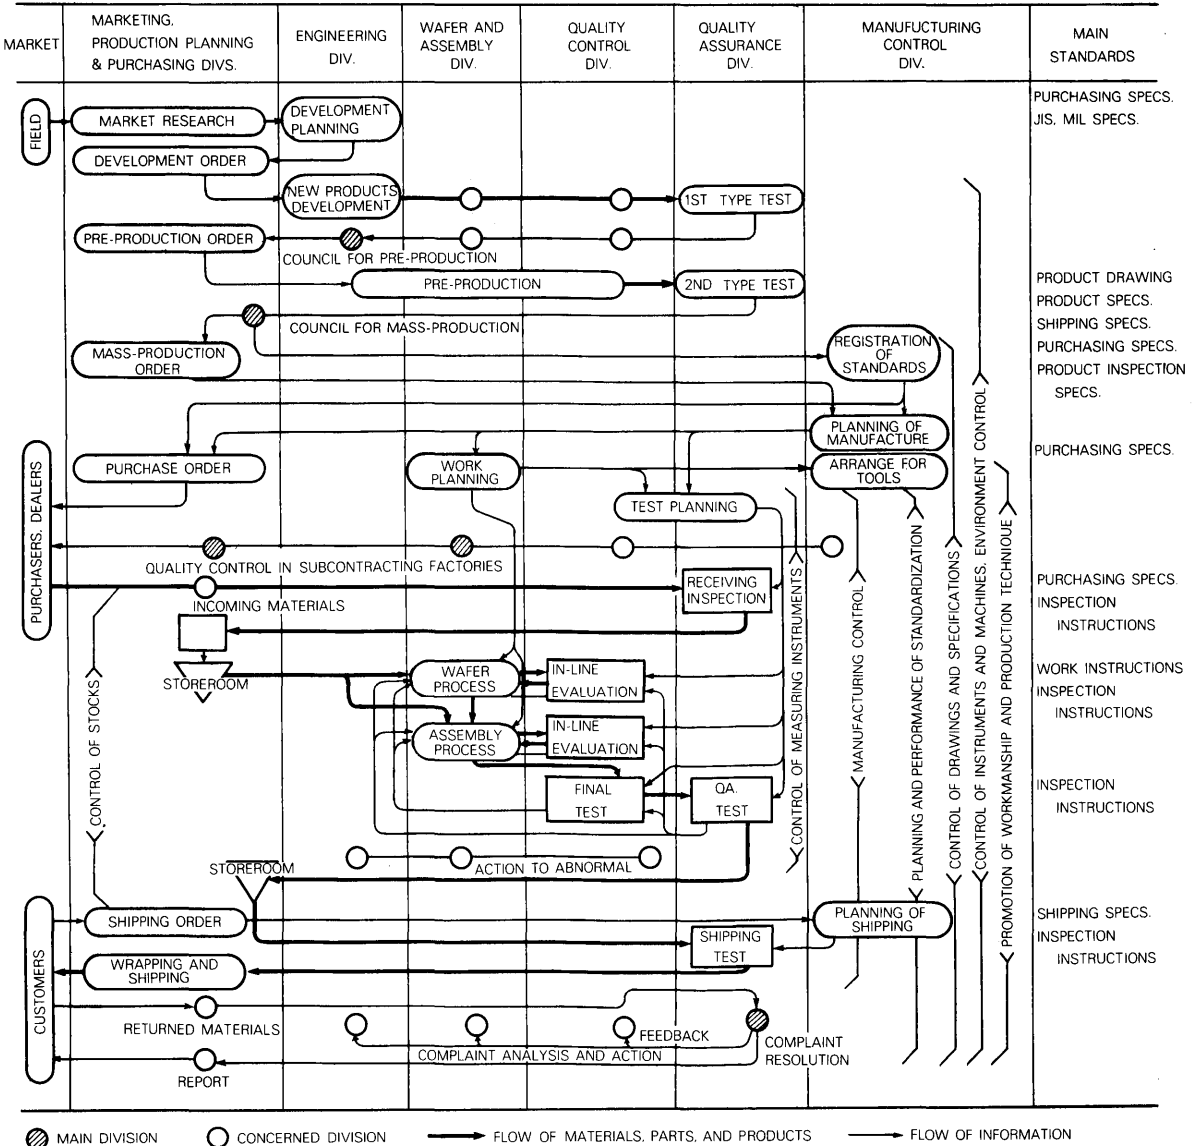 MARKET
MARKETING,
PRODUCTION PLANNING
& PURCHASING DIVS.
ENGINEERING
DIV.
WAFER AND
ASSEMBLY
DIV.
QUALITY
CONTROL
DIV.
QUALITY
ASSURANCE
DIV.
MANUFACTURING
CONTROL
DIV.
MAIN
STANDARDS
FIELD
MARKET RESEARCH
DEVELOPMENT
PLANNING
PURCHASING SPECS.
JIS, MIL SPECS.
DEVELOPMENT ORDER
NEW PRODUCTS
DEVELOPMENT
1ST TYPE TEST
PRE-PRODUCTION ORDER
COUNCIL FOR PRE-PRODUCTION
PRE-PRODUCTION
2ND TYPE TEST
PRODUCT DRAWING
PRODUCT SPECS.
SHIPPING SPECS.
PURCHASING SPECS.
PRODUCT INSPECTION
SPECS.
COUNCIL FOR MASS-PRODUCTION
MASS-PRODUCTION
ORDER
REGISTRATION
OF
STANDARDS
PLANNING OF
MANUFACTURE
PURCHASING SPECS.
PURCHASERS, DEALERS
PURCHASE ORDER
WORK
PLANNING
ARRANGE FOR
TOOLS
TEST PLANNING
QUALITY CONTROL IN SUBCONTRACTING FACTORIES
RECEIVING
INSPECTION
PURCHASING SPECS.
INSPECTION
INSTRUCTIONS
INCOMING MATERIALS
STOREROOM
WAFER
PROCESS
IN-LINE
EVALUATION
WORK INSTRUCTIONS
INSPECTION
INSTRUCTIONS
ASSEMBLY
PROCESS
IN-LINE
EVALUATION
FINAL
TEST
QA.
TEST
INSPECTION
INSTRUCTIONS
CONTROL OF STOCKS
CONTROL OF MEASURING INSTRUMENTS
MANUFACTURING CONTROL
PLANNING AND PERFORMANCE OF STANDARDIZATION
CONTROL OF DRAWINGS AND SPECIFICATIONS
CONTROL OF INSTRUMENTS AND MACHINES, ENVIRONMENT CONTROL
PROMOTION OF WORKMANSHIP AND PRODUCTION TECHNIQUE
ACTION TO ABNORMAL
STOREROOM
CUSTOMERS
SHIPPING ORDER
PLANNING OF
SHIPPING
SHIPPING SPECS.
INSPECTION
INSTRUCTIONS
SHIPPING
TEST
WRAPPING AND
SHIPPING
RETURNED MATERIALS
FEEDBACK
COMPLAINT
RESOLUTION
COMPLAINT ANALYSIS AND ACTION
REPORT
MAIN DIVISION
CONCERNED DIVISION
FLOW OF MATERIALS, PARTS, AND PRODUCTS
FLOW OF INFORMATION